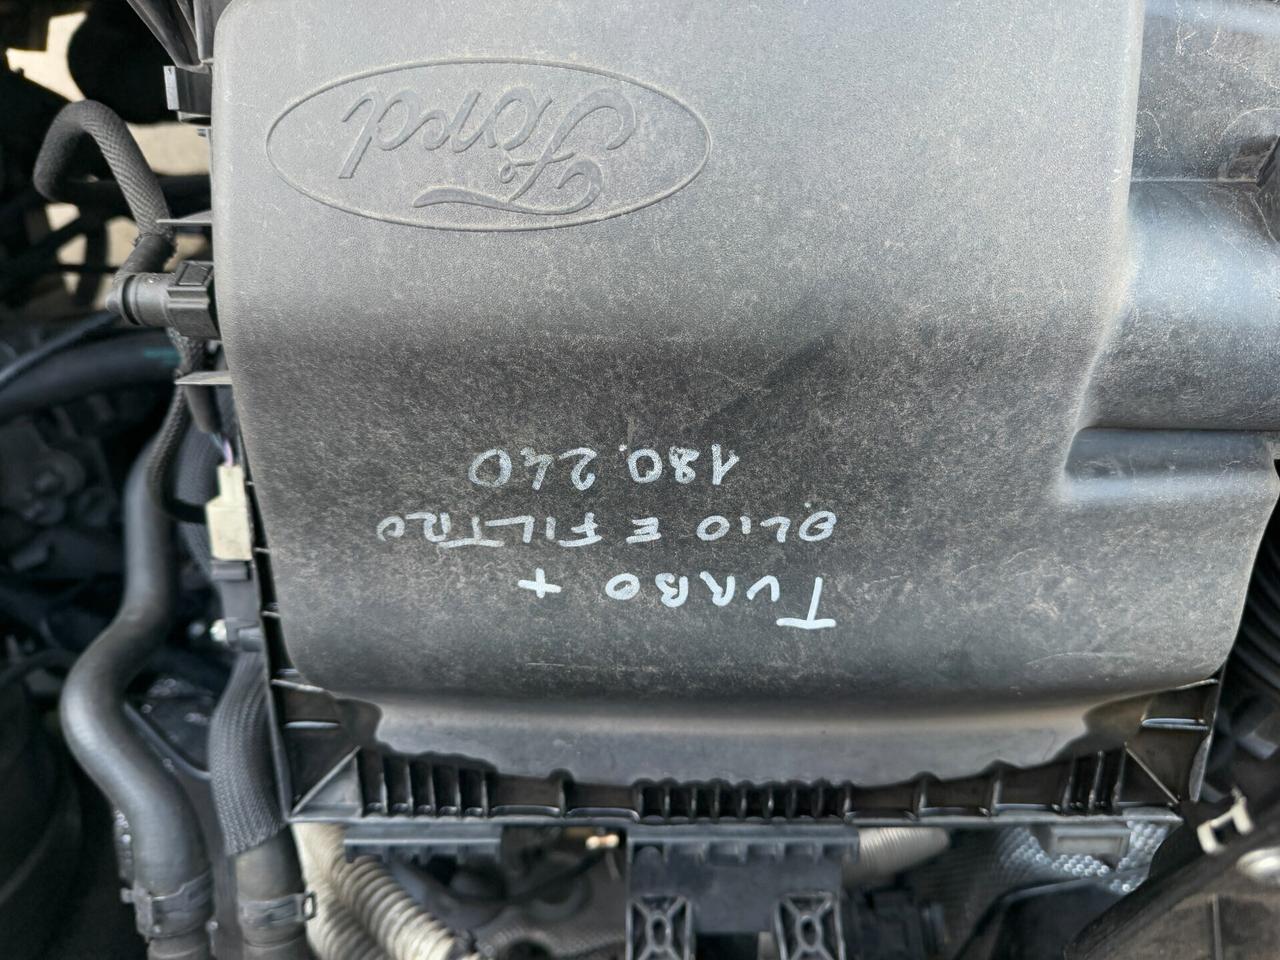 Ford
TURBO +
OLIO E FILTRO
180.240